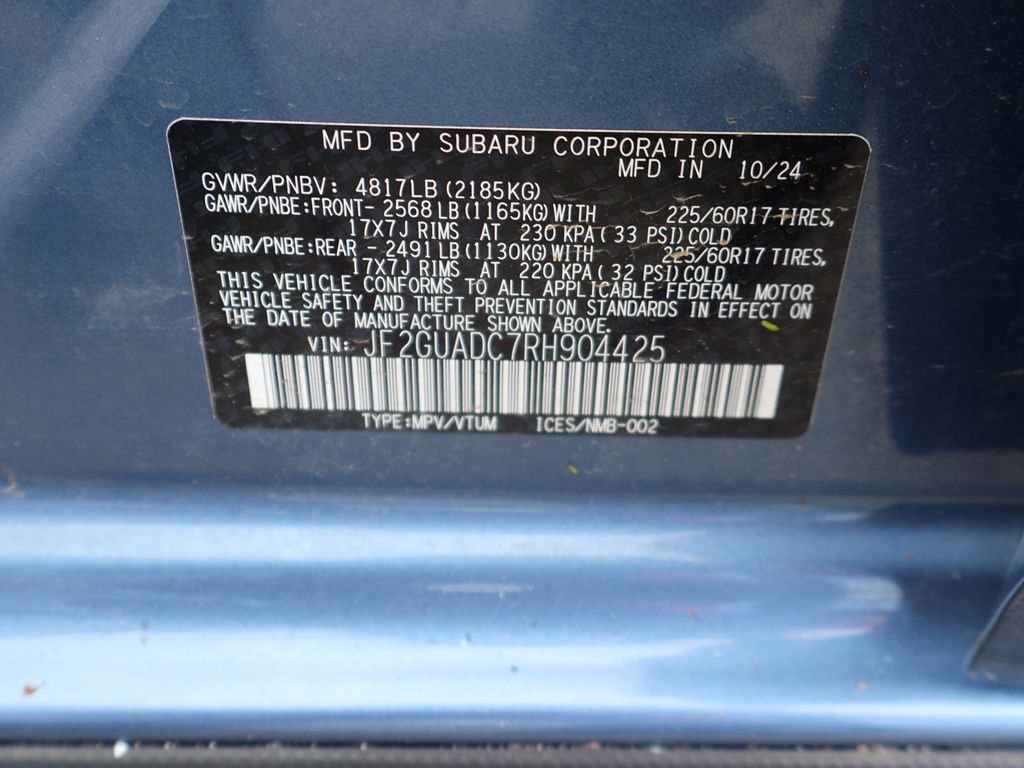 MFD BY SUBARU CORPORATION
MFD IN 10/24
GVWR/PNBV: 4817LB (2185KG)
GAWR/PNBE:FRONT- 2568 LB (1165KG) WITH 225/60R17 TIRES,
17X7J RIMS AT 230 KPA ( 33 PSI) COLD
GAWR/PNBE:REAR - 2491 LB (1130KG) WITH 225/60R17 TIRES,
17X7J RIMS AT 220 KPA ( 32 PSI) COLD
THIS VEHICLE CONFORMS TO ALL APPLICABLE FEDERAL MOTOR
VEHICLE SAFETY AND THEFT PREVENTION STANDARDS IN EFFECT ON
THE DATE OF MANUFACTURE SHOWN ABOVE.
VIN: JF2GUADC7RH904425
TYPE:MPV/VTUM ICES/NMB-002